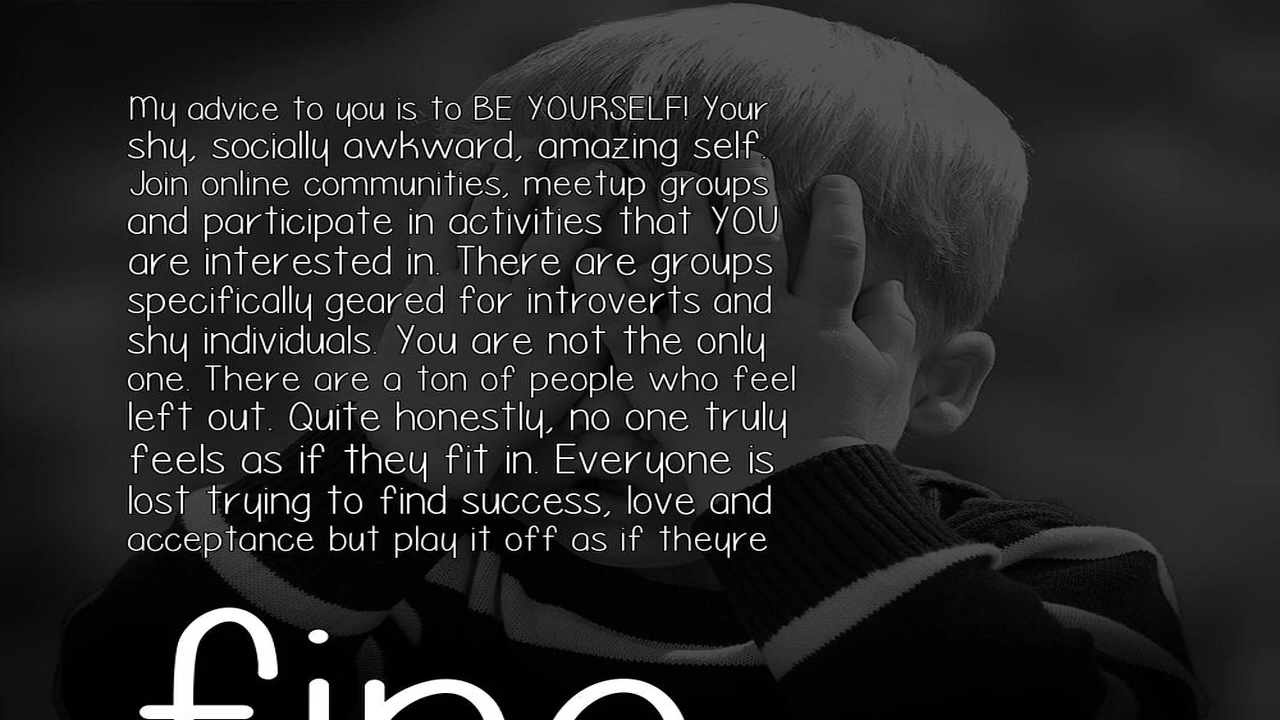 My advice to you is to BE YOURSELF! Your
shy, socially awkward, amazing self.
Join online communities, meetup groups
and participate in activities that YOU
are interested in. There are groups
specifically geared for introverts and
shy individuals. You are not the only
one. There are a ton of people who feel
left out. Quite honestly, no one truly
feels as if they fit in. Everyone is
lost trying to find success, love and
acceptance but play it off as if theyre
fine